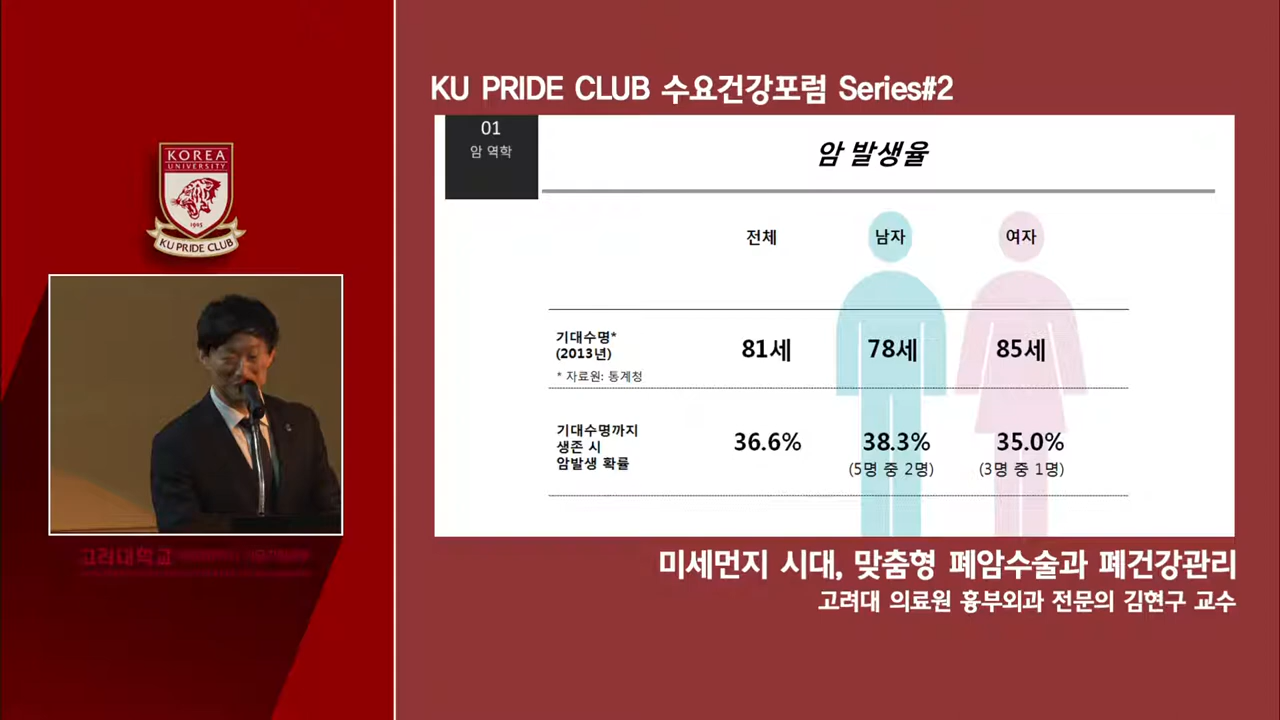 KU PRIDE CLUB 수요건강포럼 Series#2
KOREA
UNIVERSITY
1905
KU PRIDE CLUB
고려대학교
01
암 역학
암 발생율
전체
남자
여자
기대수명*
(2013년)
* 자료원: 통계청
81세
78세
85세
기대수명까지
생존 시
암발생 확률
36.6%
38.3%
(5명 중 2명)
35.0%
(3명 중 1명)
미세먼지 시대, 맞춤형 폐암수술과 폐건강관리
고려대 의료원 흉부외과 전문의 김현구 교수